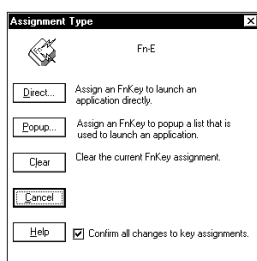 Assignment Type
Fn-E
Direct...
Assign an FnKey to launch an
application directly.
Popup...
Assign an FnKey to popup a list that is
used to launch an application.
Clear
Clear the current FnKey assignment.
Cancel
Help
Confirm all changes to key assignments.